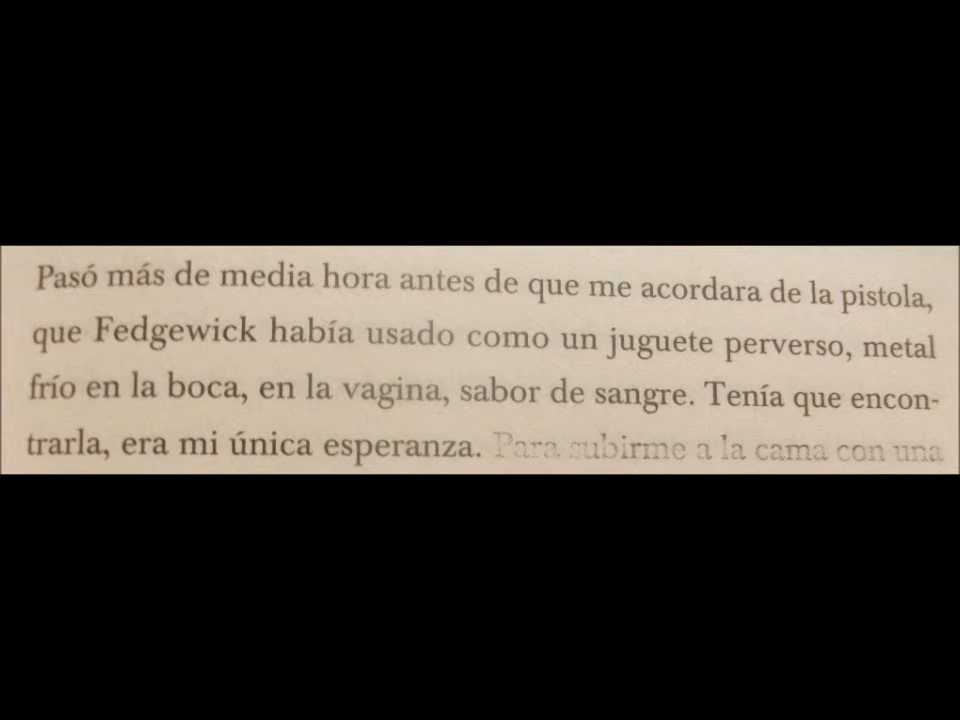 Pasó más de media hora antes de que me acordara de la pistola,
que Fedgewick había usado como un juguete perverso, metal
frío en la boca, en la vagina, sabor de sangre. Tenía que encon-
trarla, era mi única esperanza. Para subirme a la cama con una